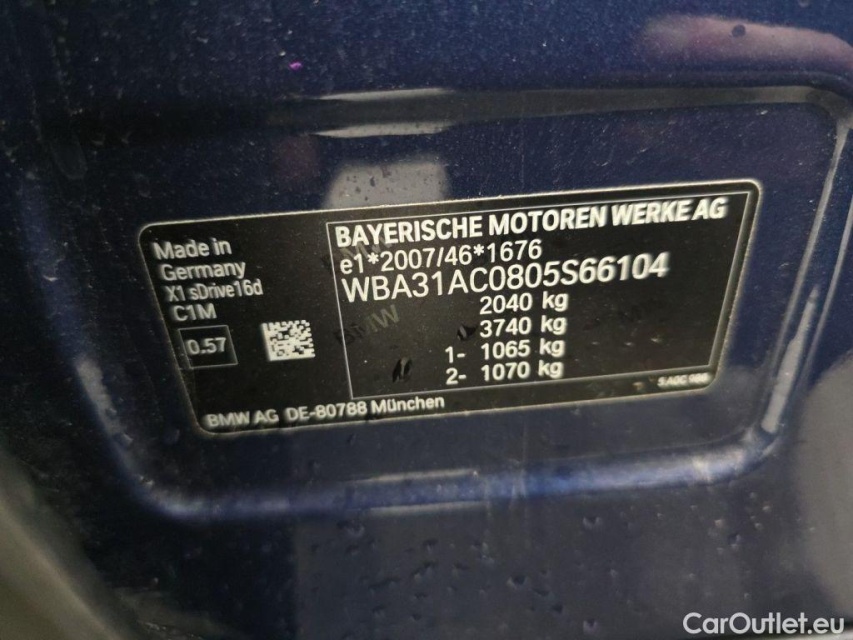 BAYERISCHE MOTOREN WERKE AG
e1*2007/46*1676
WBA31AC0805S66104
2040 kg
3740 kg
1- 1065 kg
2- 1070 kg
Made in
Germany
X1 sDrive16d
C1M
0.57
BMW
BMW AG DE-80788 München
CarOutlet.eu